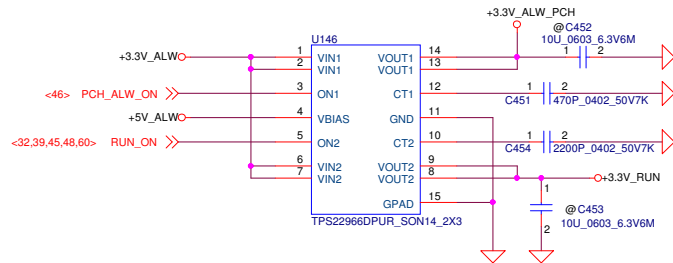 +3.3V_ALW_PCH
U146
@C452
10U_0603_6.3V6M
+3.3V_ALW
1 VIN1 VOUT1 14 1 2
2 VIN1 VOUT1 13
<46> PCH_ALW_ON 3 ON1 CT1 12 1 2
C451 470P_0402_50V7K
+5V_ALW 4 VBIAS GND 11
<32,39,45,48,60> RUN_ON 5 ON2 CT2 10 1 2
C454 2200P_0402_50V7K
6 VIN2 VOUT2 9
7 VIN2 VOUT2 8 +3.3V_RUN
1
GPAD 15
@C453
TPS22966DPUR_SON14_2X3
10U_0603_6.3V6M
2